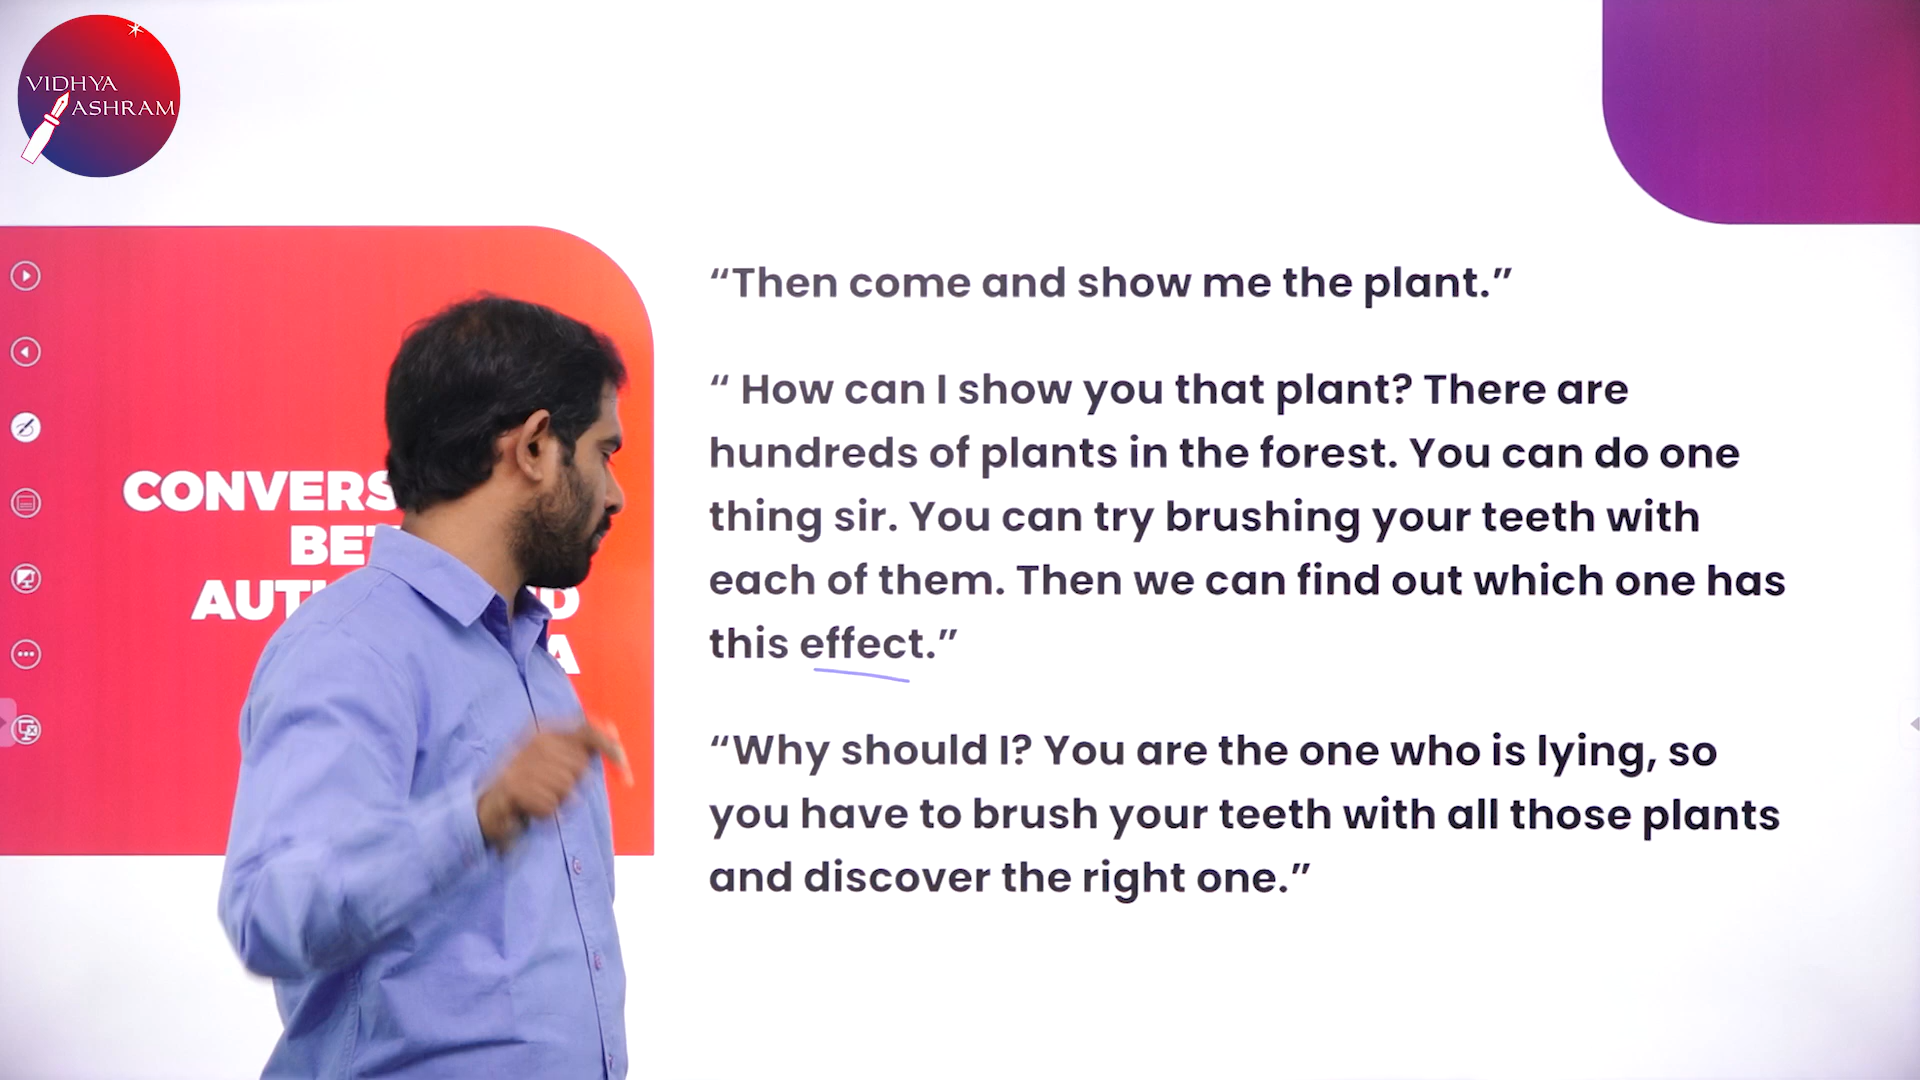 VIDHYA
ASHRAM
“Then come and show me the plant.”
“ How can I show you that plant? There are
hundreds of plants in the forest. You can do one
thing sir. You can try brushing your teeth with
each of them. Then we can find out which one has
this effect.”
“Why should I? You are the one who is lying, so
you have to brush your teeth with all those plants
and discover the right one.”